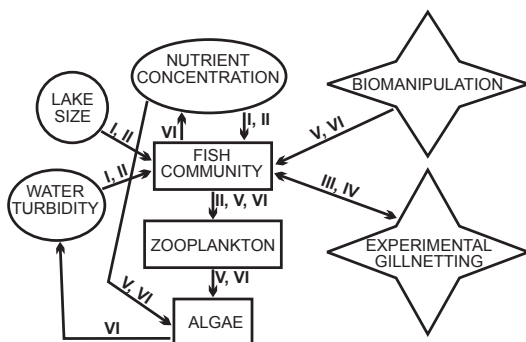 NUTRIENT
CONCENTRATION
BIOMANIPULATION
LAKE
SIZE
I, II
VI
I, II
V, VI
FISH
COMMUNITY
I, II
WATER
TURBIDITY
II, V, VI
III, IV
ZOOPLANKTON
EXPERIMENTAL
GILLNETTING
V, VI
V, VI
ALGAE
VI